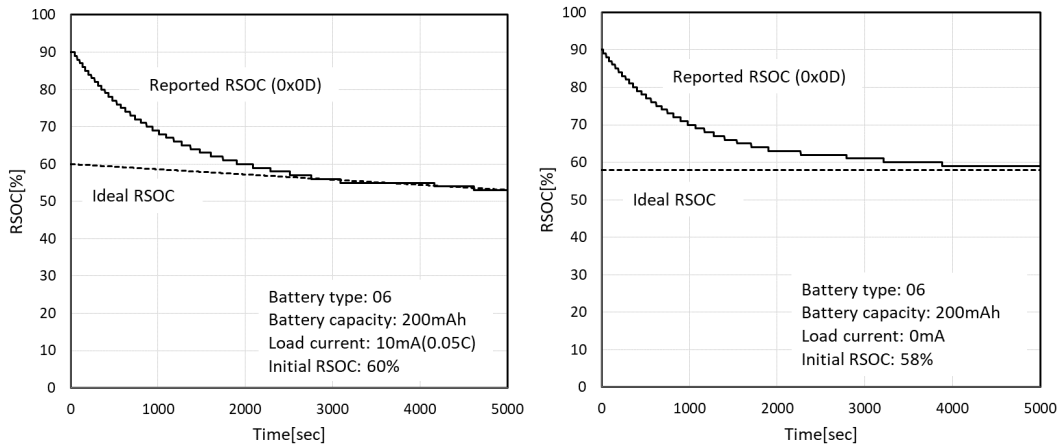 100
90
80
70
60
50
40
30
20
10
0
RSOC[%]
Reported RSOC (0x0D)
Ideal RSOC
Battery type: 06
Battery capacity: 200mAh
Load current: 10mA(0.05C)
Initial RSOC: 60%
0 1000 2000 3000 4000 5000
Time[sec]
100
90
80
70
60
50
40
30
20
10
0
RSOC[%]
Reported RSOC (0x0D)
Ideal RSOC
Battery type: 06
Battery capacity: 200mAh
Load current: 0mA
Initial RSOC: 58%
0 1000 2000 3000 4000 5000
Time[sec]